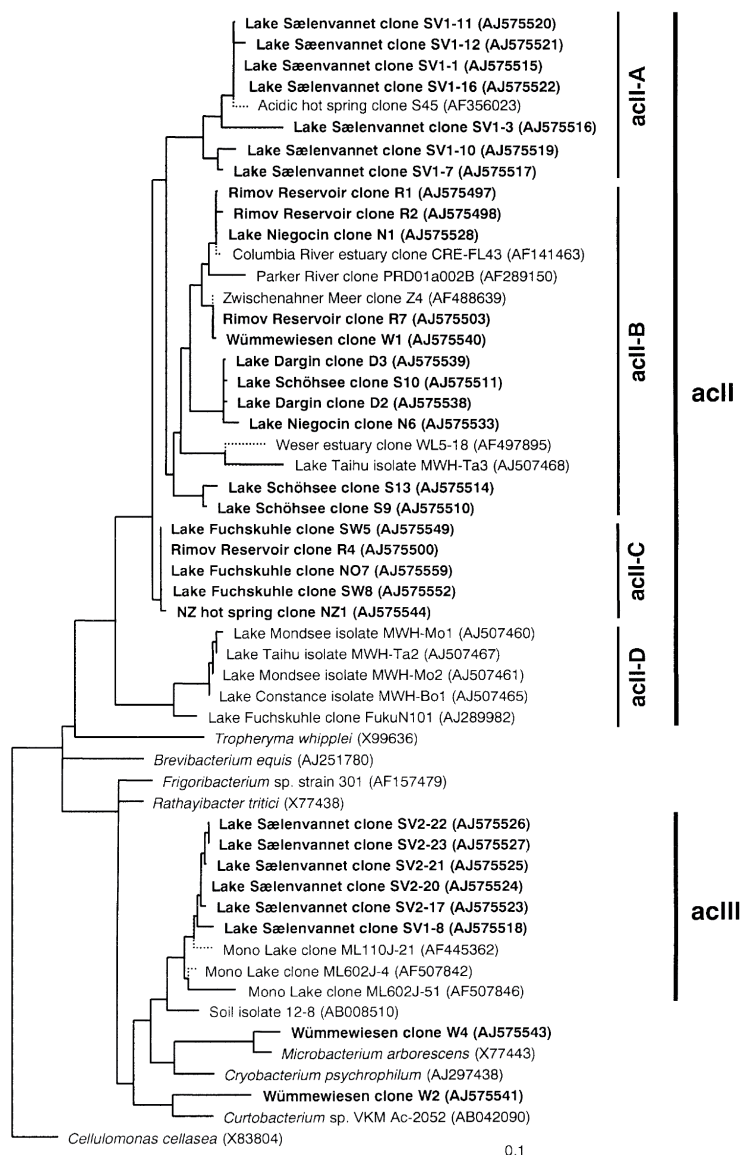 Lake Sælenvannet clone SV1-11 (AJ575520)
Lake Sæenvannet clone SV1-12 (AJ575521)
Lake Sælenvannet clone SV1-1 (AJ575515)
Lake Sælenvannet clone SV1-16 (AJ575522)
Acidic hot spring clone S45 (AF356023)
Lake Sælenvannet clone SV1-3 (AJ575516)
Lake Sælenvannet clone SV1-10 (AJ575519)
Lake Sælenvannet clone SV1-7 (AJ575517)
acII-A
Rimov Reservoir clone R1 (AJ575497)
Rimov Reservoir clone R2 (AJ575498)
Lake Niegocin clone N1 (AJ575528)
Columbia River estuary clone CRE-FL43 (AF141463)
Parker River clone PRD01a002B (AF289150)
Zwischenahner Meer clone Z4 (AF488639)
Rimov Reservoir clone R7 (AJ575503)
Wümmewiesen clone W1 (AJ575540)
Lake Dargin clone D3 (AJ575539)
Lake Schöhsee clone S10 (AJ575511)
Lake Dargin clone D2 (AJ575538)
Lake Niegocin clone N6 (AJ575533)
Weser estuary clone WL5-18 (AF497895)
Lake Taihu isolate MWH-Ta3 (AJ507468)
Lake Schöhsee clone S13 (AJ575514)
Lake Schöhsee clone S9 (AJ575510)
acII-B
Lake Fuchskuhle clone SW5 (AJ575549)
Rimov Reservoir clone R4 (AJ575500)
Lake Fuchskuhle clone NO7 (AJ575559)
Lake Fuchskuhle clone SW8 (AJ575552)
NZ hot spring clone NZ1 (AJ575544)
acII-C
Lake Mondsee isolate MWH-Mo1 (AJ507460)
Lake Taihu isolate MWH-Ta2 (AJ507467)
Lake Mondsee isolate MWH-Mo2 (AJ507461)
Lake Constance isolate MWH-Bo1 (AJ507465)
Lake Fuchskuhle clone FukuN101 (AJ289982)
acII-D
acII
Tropheryma whipplei (X99636)
Brevibacterium equis (AJ251780)
Frigoribacterium sp. strain 301 (AF157479)
Rathayibacter tritici (X77438)
Lake Sælenvannet clone SV2-22 (AJ575526)
Lake Sælenvannet clone SV2-23 (AJ575527)
Lake Sælenvannet clone SV2-21 (AJ575525)
Lake Sælenvannet clone SV2-20 (AJ575524)
Lake Sælenvannet clone SV2-17 (AJ575523)
Lake Sælenvannet clone SV1-8 (AJ575518)
Mono Lake clone ML110J-21 (AF445362)
Mono Lake clone ML602J-4 (AF507842)
Mono Lake clone ML602J-51 (AF507846)
acIII
Soil isolate 12-8 (AB008510)
Wümmewiesen clone W4 (AJ575543)
Microbacterium arborescens (X77443)
Cryobacterium psychrophilum (AJ297438)
Wümmewiesen clone W2 (AJ575541)
Curtobacterium sp. VKM Ac-2052 (AB042090)
Cellulomonas cellasea (X83804)
0.1